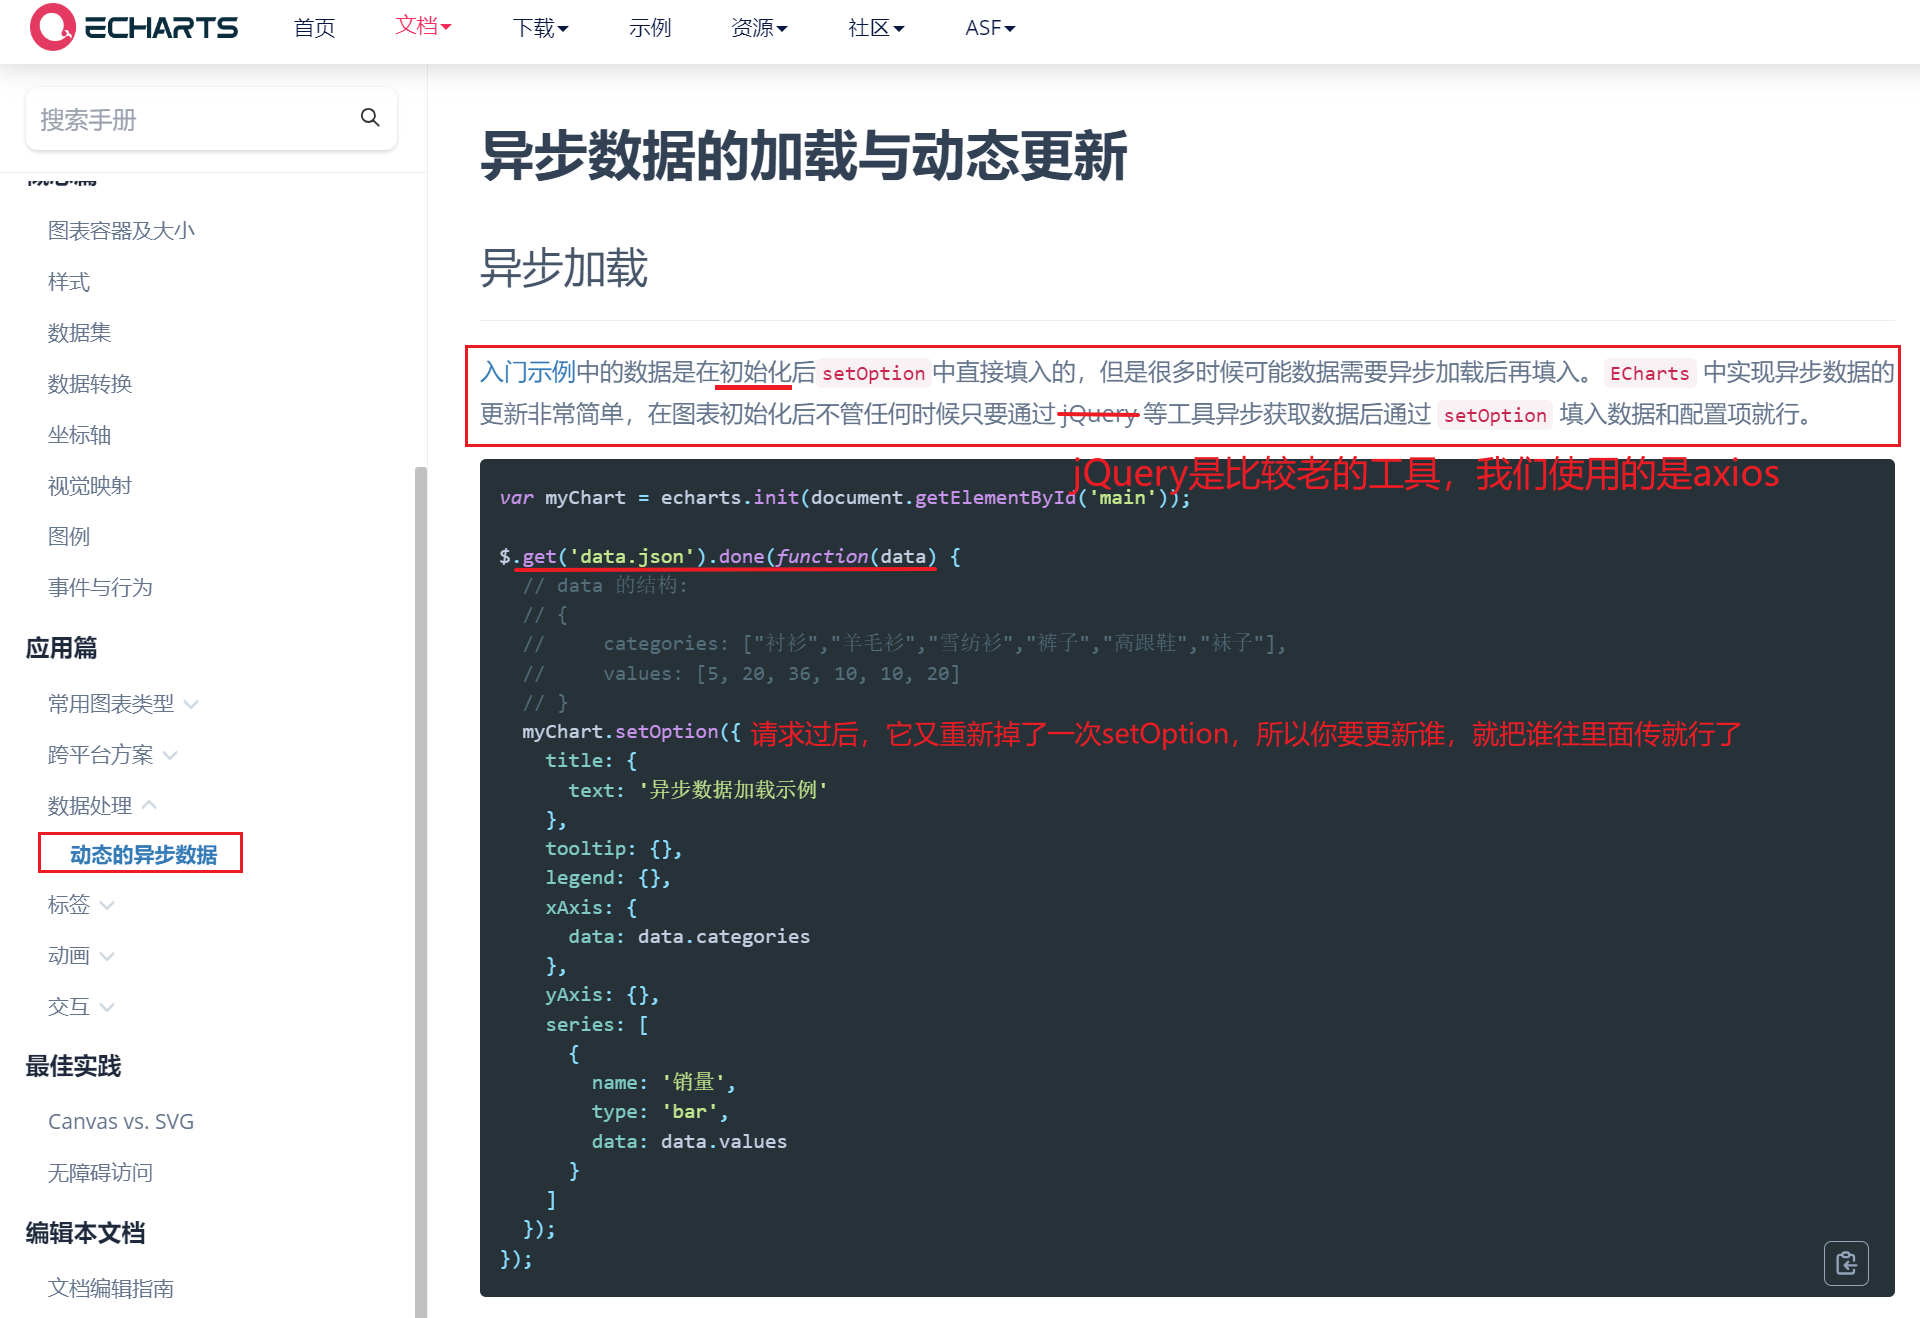 ECHARTS 首页 文档 下载 示例 资源 社区 ASF
搜索手册
图表容器及大小
样式
数据集
数据转换
坐标轴
视觉映射
图例
事件与行为
应用篇
常用图表类型
跨平台方案
数据处理
动态的异步数据
标签
动画
交互
最佳实践
Canvas vs. SVG
无障碍访问
编辑本文档
文档编辑指南
异步数据的加载与动态更新
异步加载
入门示例中的数据是在初始化后 setOption 中直接填入的，但是很多时候可能数据需要异步加载后再填入。 ECharts 中实现异步数据的
更新非常简单，在图表初始化后不管任何时候只要通过 jQuery 等工具异步获取数据后通过 setOption 填入数据和配置项就行。
jQuery是比较老的工具，我们使用的是axios
var myChart = echarts.init(document.getElementById('main'));
$.get('data.json').done(function(data) {
// data 的结构:
// {
//     categories: ["衬衫","羊毛衫","雪纺衫","裤子","高跟鞋","袜子"],
//     values: [5, 20, 36, 10, 10, 20]
// }
myChart.setOption({ 请求过后，它又重新掉了一次setOption，所以你要更新谁，就把谁往里面传就行了
title: {
text: '异步数据加载示例'
},
tooltip: {},
legend: {},
xAxis: {
data: data.categories
},
yAxis: {},
series: [
{
name: '销量',
type: 'bar',
data: data.values
}
]
});
});